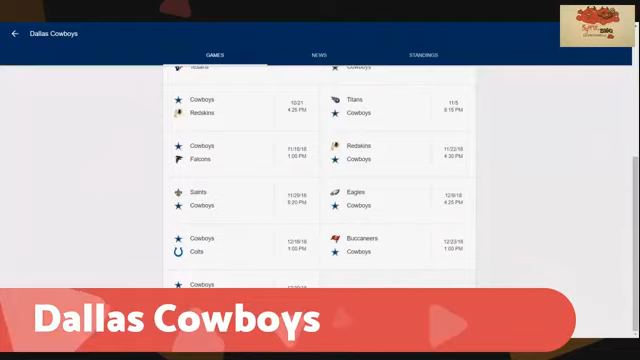 Dallas Cowboys
GAMES NEWS STANDINGS
Texans Cowboys
Cowboys 10/21 Titans 11/5
Redskins 4:25 PM Cowboys 8:15 PM
Cowboys 11/18/18 Redskins 11/22/18
Falcons 1:00 PM Cowboys 4:30 PM
Saints 11/29/18 Eagles 12/9/18
Cowboys 8:20 PM Cowboys 4:25 PM
Cowboys 12/16/18 Buccaneers 12/23/18
Colts 1:00 PM Cowboys 1:00 PM
Cowboys 12/30/18
Dallas Cowboys